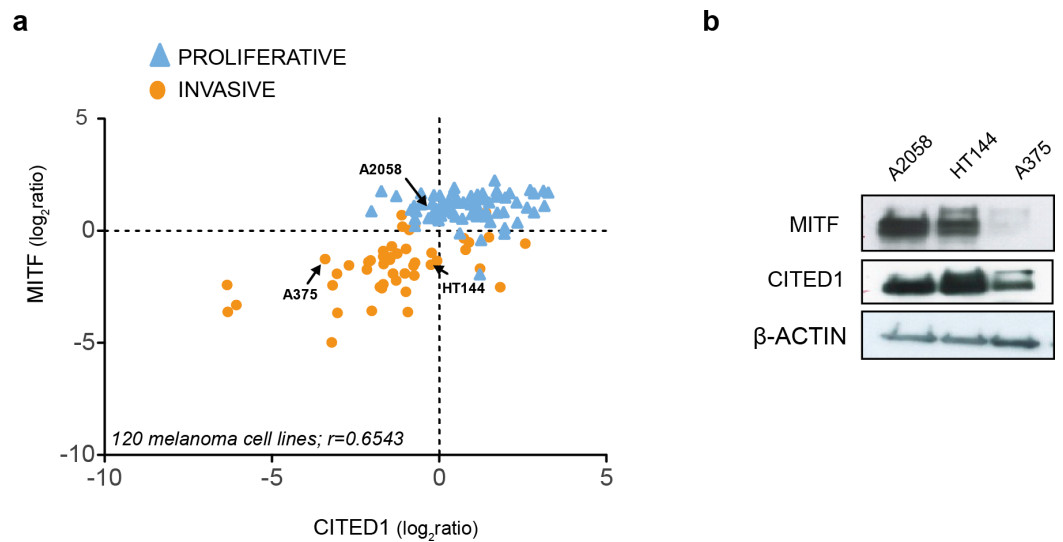 a
PROLIFERATIVE
INVASIVE
5
0
-5
-10
MITF (log₂ratio)
A2058
A375
HT144
120 melanoma cell lines; r=0.6543
-10
-5
0
5
CITED1 (log₂ratio)
b
A2058
HT144
A375
MITF
CITED1
β-ACTIN